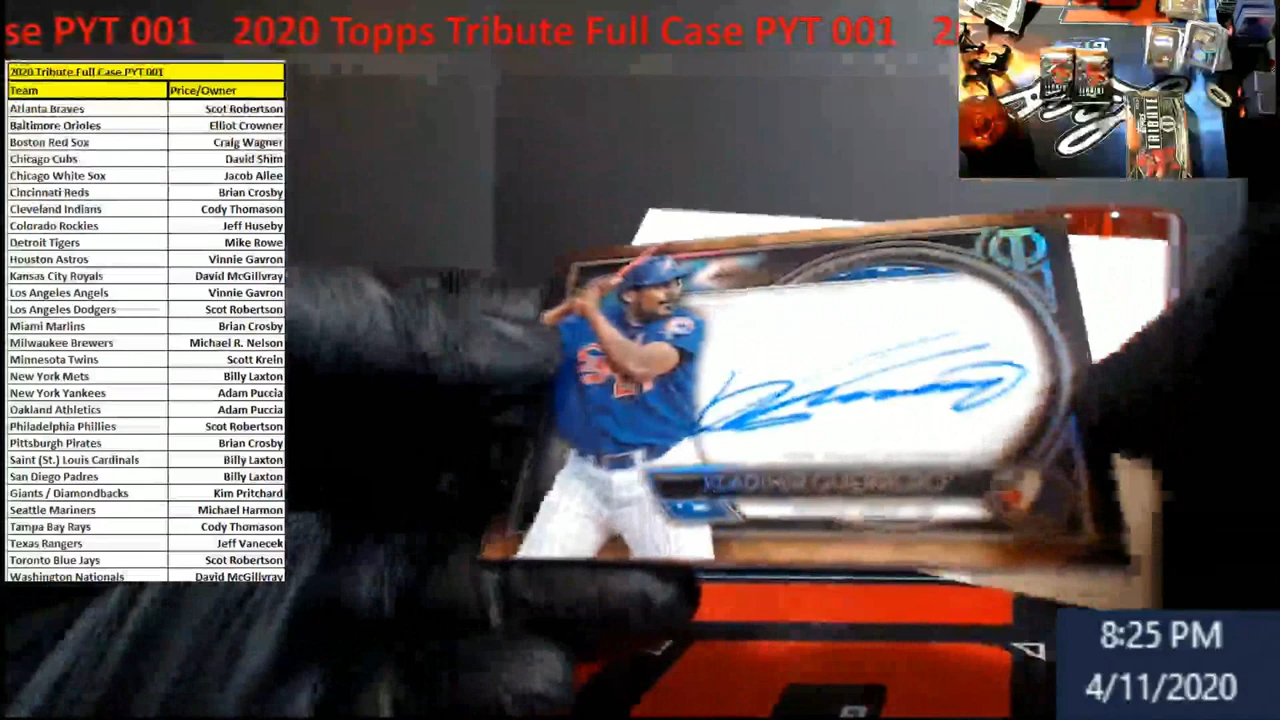 se PYT 001 2020 Topps Tribute Full Case PYT 001 2
2020 Tribute Full Case PYT 001
Team Price/Owner
Atlanta Braves Scot Robertson
Baltimore Orioles Elliot Crowner
Boston Red Sox Craig Wagner
Chicago Cubs David Shim
Chicago White Sox Jacob Allee
Cincinnati Reds Brian Crosby
Cleveland Indians Cody Thomason
Colorado Rockies Jeff Huseby
Detroit Tigers Mike Rowe
Houston Astros Vinnie Gavron
Kansas City Royals David McGillvray
Los Angeles Angels Vinnie Gavron
Los Angeles Dodgers Scot Robertson
Miami Marlins Brian Crosby
Milwaukee Brewers Michael R. Nelson
Minnesota Twins Scott Krein
New York Mets Billy Laxton
New York Yankees Adam Puccia
Oakland Athletics Adam Puccia
Philadelphia Phillies Scot Robertson
Pittsburgh Pirates Brian Crosby
Saint (St.) Louis Cardinals Billy Laxton
San Diego Padres Billy Laxton
Giants / Diamondbacks Kim Pritchard
Seattle Mariners Michael Harmon
Tampa Bay Rays Cody Thomason
Texas Rangers Jeff Vanecek
Toronto Blue Jays Scot Robertson
Washington Nationals David McGillvray
TRIBUTE
8:25 PM
4/11/2020